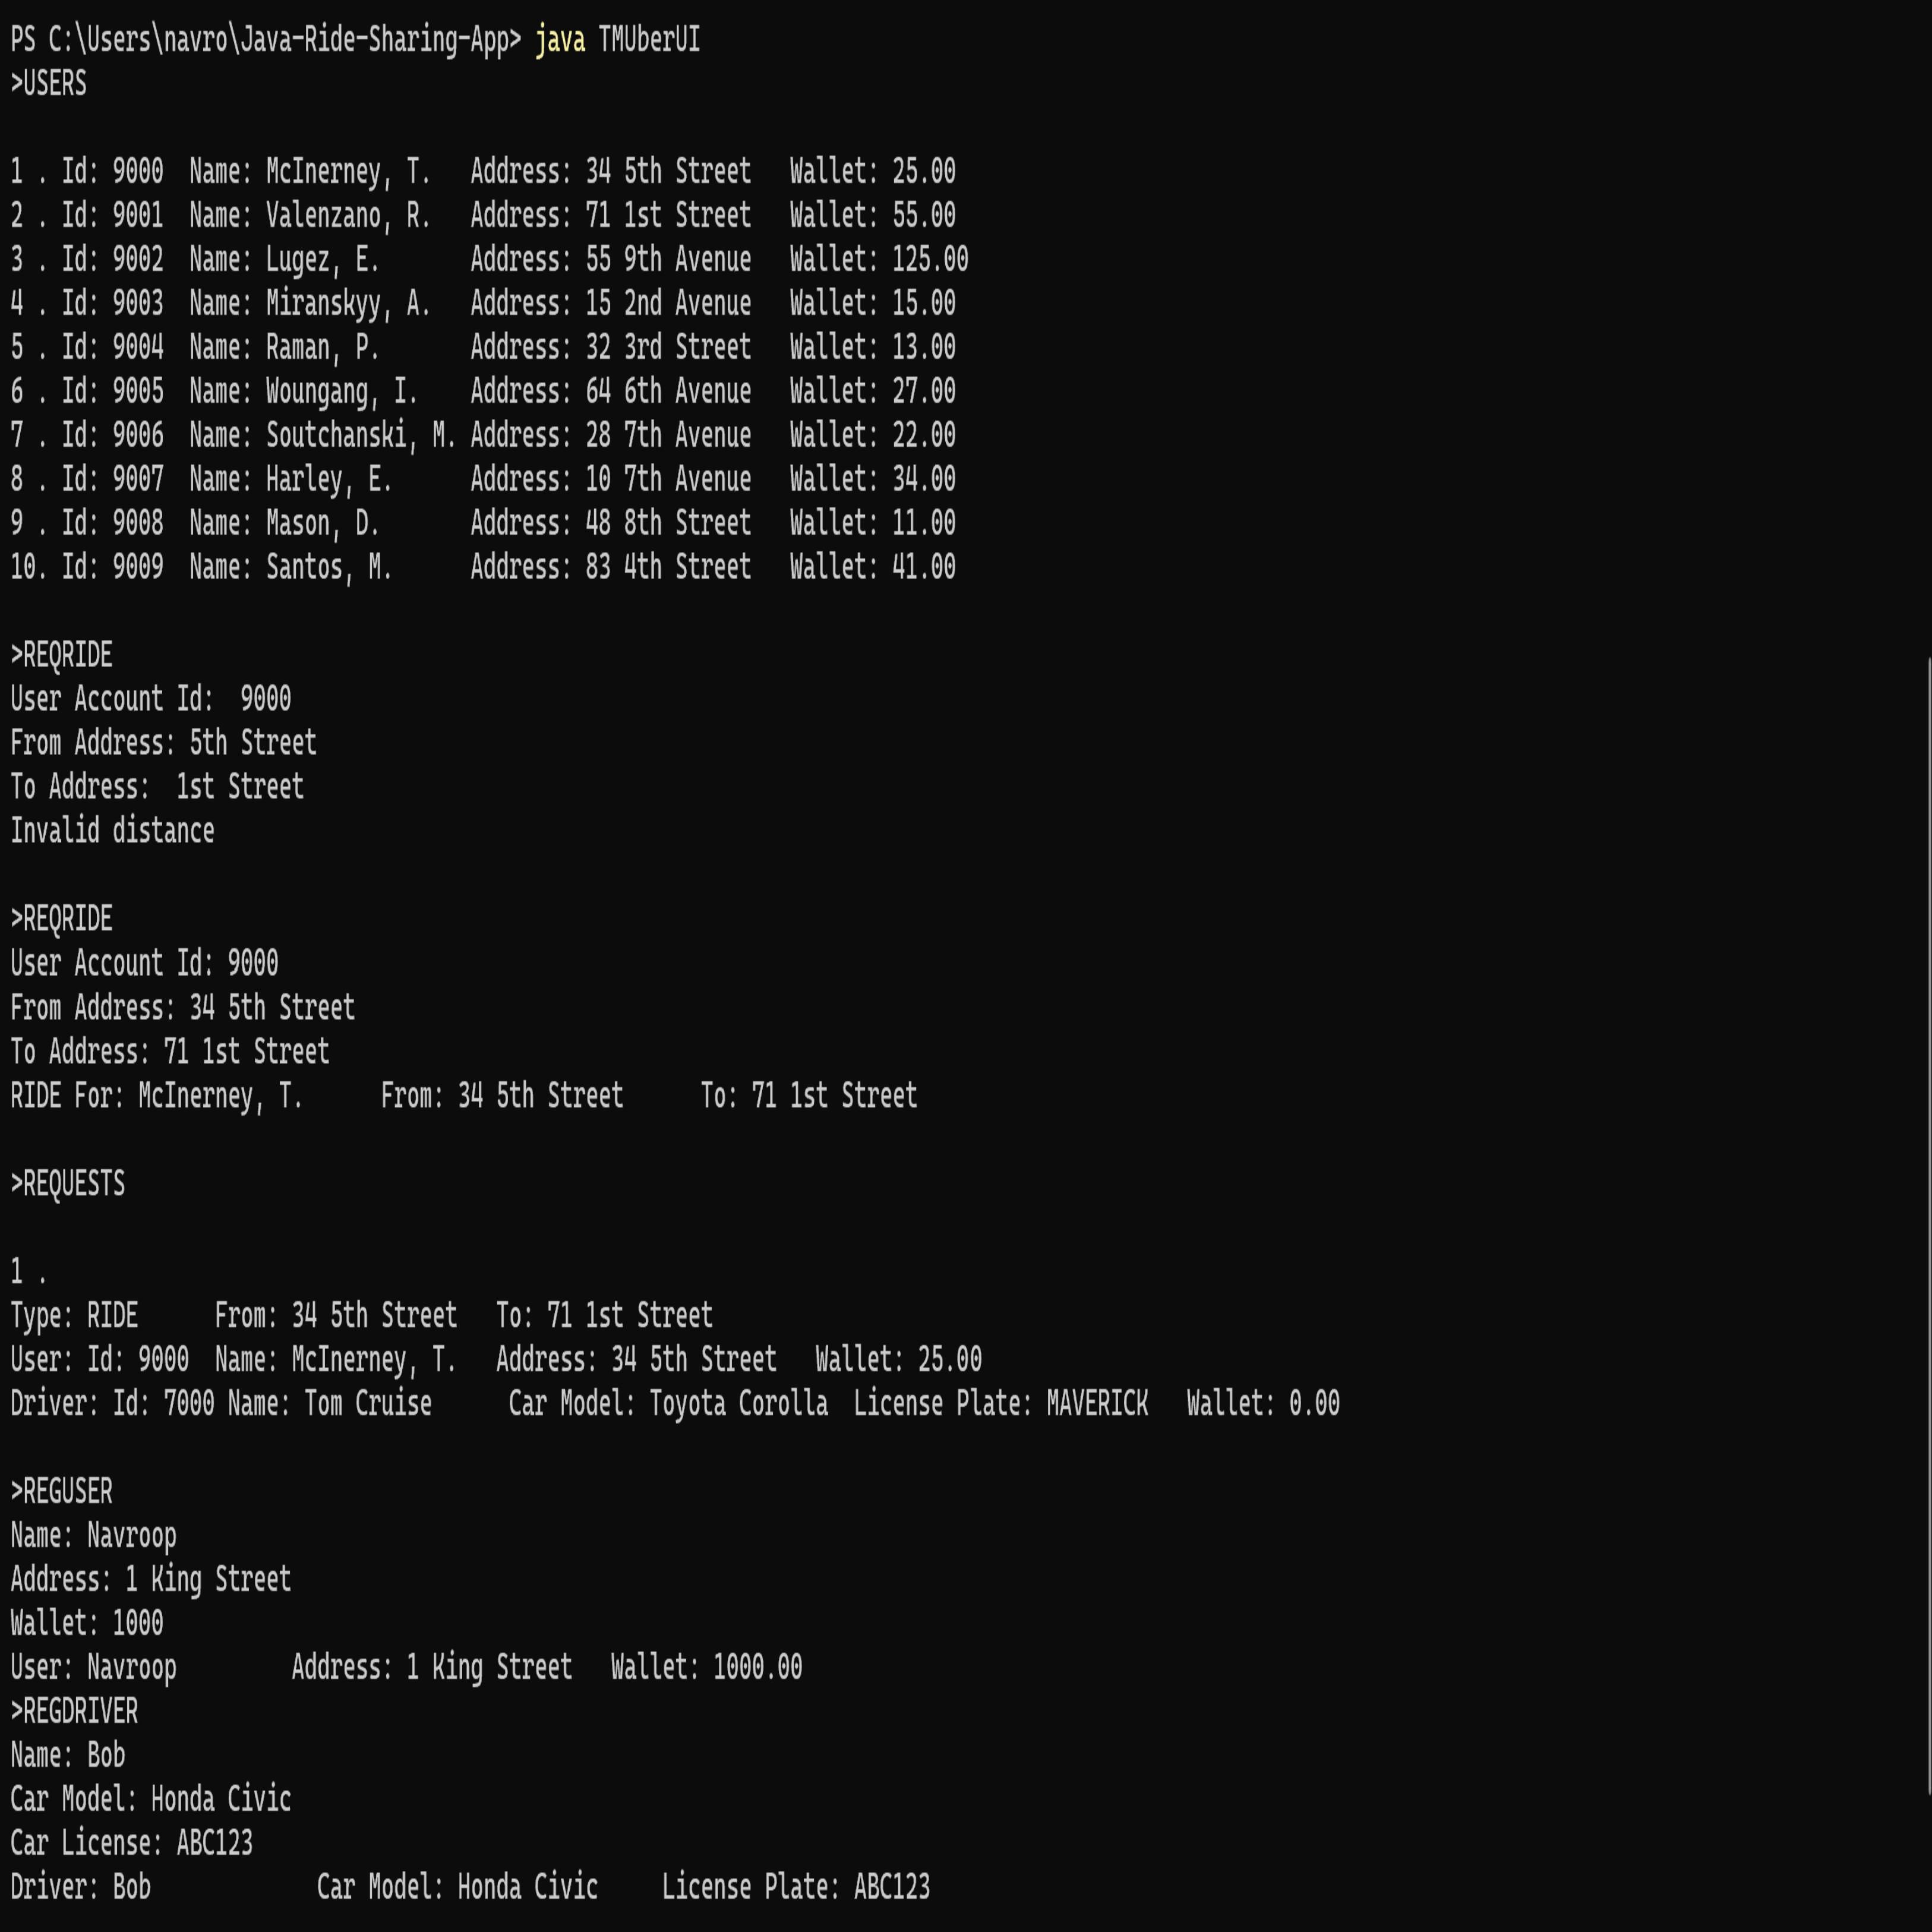 PS C:\Users\navro\Java-Ride-Sharing-App> java TMUberUI
>USERS
1 . Id: 9000  Name: McInerney, T.   Address: 34 5th Street   Wallet: 25.00
2 . Id: 9001  Name: Valenzano, R.   Address: 71 1st Street   Wallet: 55.00
3 . Id: 9002  Name: Lugez, E.       Address: 55 9th Avenue   Wallet: 125.00
4 . Id: 9003  Name: Miranskyy, A.   Address: 15 2nd Avenue   Wallet: 15.00
5 . Id: 9004  Name: Raman, P.       Address: 32 3rd Street   Wallet: 13.00
6 . Id: 9005  Name: Woungang, I.    Address: 64 6th Avenue   Wallet: 27.00
7 . Id: 9006  Name: Soutchanski, M. Address: 28 7th Avenue   Wallet: 22.00
8 . Id: 9007  Name: Harley, E.      Address: 10 7th Avenue   Wallet: 34.00
9 . Id: 9008  Name: Mason, D.       Address: 48 8th Street   Wallet: 11.00
10. Id: 9009  Name: Santos, M.      Address: 83 4th Street   Wallet: 41.00
>REQRIDE
User Account Id:  9000
From Address: 5th Street
To Address:  1st Street
Invalid distance
>REQRIDE
User Account Id: 9000
From Address: 34 5th Street
To Address: 71 1st Street
RIDE For: McInerney, T.      From: 34 5th Street      To: 71 1st Street
>REQUESTS
1 .
Type: RIDE      From: 34 5th Street   To: 71 1st Street
User: Id: 9000  Name: McInerney, T.   Address: 34 5th Street   Wallet: 25.00
Driver: Id: 7000 Name: Tom Cruise      Car Model: Toyota Corolla  License Plate: MAVERICK   Wallet: 0.00
>REGUSER
Name: Navroop
Address: 1 King Street
Wallet: 1000
User: Navroop         Address: 1 King Street   Wallet: 1000.00
>REGDRIVER
Name: Bob
Car Model: Honda Civic
Car License: ABC123
Driver: Bob             Car Model: Honda Civic     License Plate: ABC123